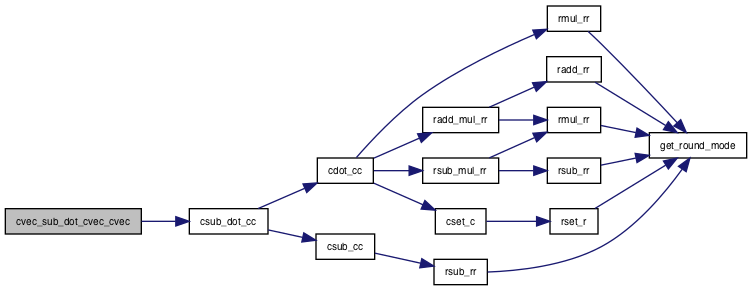 rmul_rr
radd_rr
radd_mul_rr
rmul_rr
get_round_mode
cdot_cc
rsub_mul_rr
rsub_rr
cvec_sub_dot_cvec_cvec
csub_dot_cc
cset_c
rset_r
csub_cc
rsub_rr